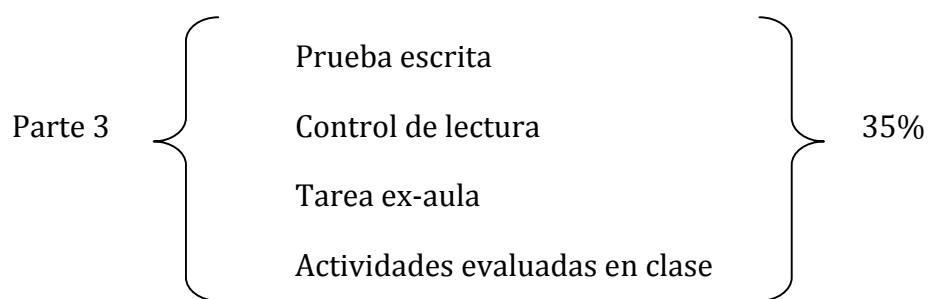 Prueba escrita
Parte 3
Control de lectura
35%
Tarea ex-aula
Actividades evaluadas en clase